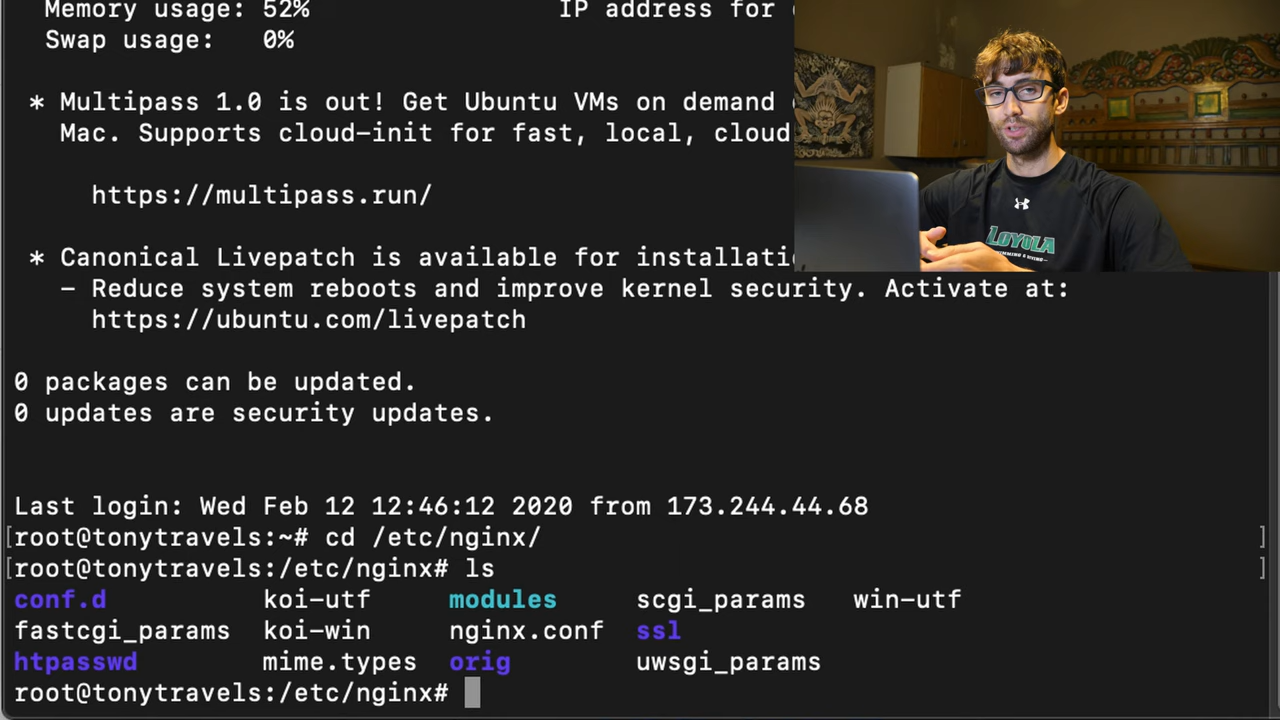 Memory usage: 52% IP address for
Swap usage: 0%
* Multipass 1.0 is out! Get Ubuntu VMs on demand
Mac. Supports cloud-init for fast, local, cloud
https://multipass.run/
* Canonical Livepatch is available for installati
- Reduce system reboots and improve kernel security. Activate at:
https://ubuntu.com/livepatch
0 packages can be updated.
0 updates are security updates.
Last login: Wed Feb 12 12:46:12 2020 from 173.244.44.68
[root@tonytravels:~# cd /etc/nginx/ ]
[root@tonytravels:/etc/nginx# ls ]
conf.d koi-utf modules scgi_params win-utf
fastcgi_params koi-win nginx.conf ssl
htpasswd mime.types orig uwsgi_params
root@tonytravels:/etc/nginx#
LOYOLA